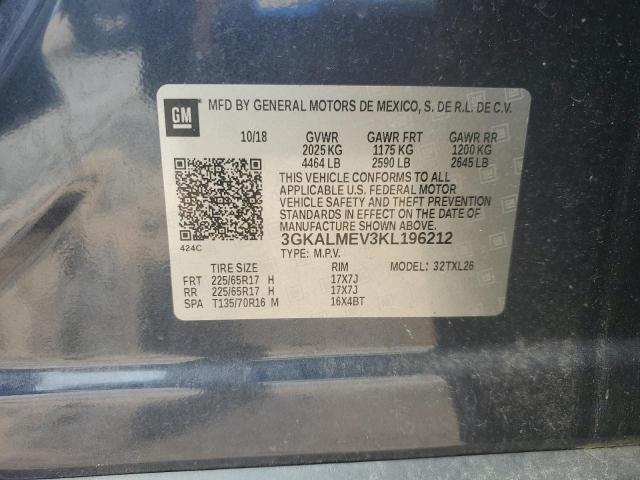 GM
MFD BY GENERAL MOTORS DE MEXICO, S. DE R.L. DE C.V.
10/18 GVWR GAWR FRT GAWR RR
2025 KG 1175 KG 1200 KG
4464 LB 2590 LB 2645 LB
THIS VEHICLE CONFORMS TO ALL
APPLICABLE U.S. FEDERAL MOTOR
VEHICLE SAFETY AND THEFT PREVENTION
STANDARDS IN EFFECT ON THE DATE OF
MANUFACTURE SHOWN ABOVE.
3GKALMEV3KL196212
424C TYPE: M.P.V.
TIRE SIZE RIM MODEL: 32TXL26
FRT 225/65R17 H 17X7J
RR 225/65R17 H 17X7J
SPA T135/70R16 M 16X4BT